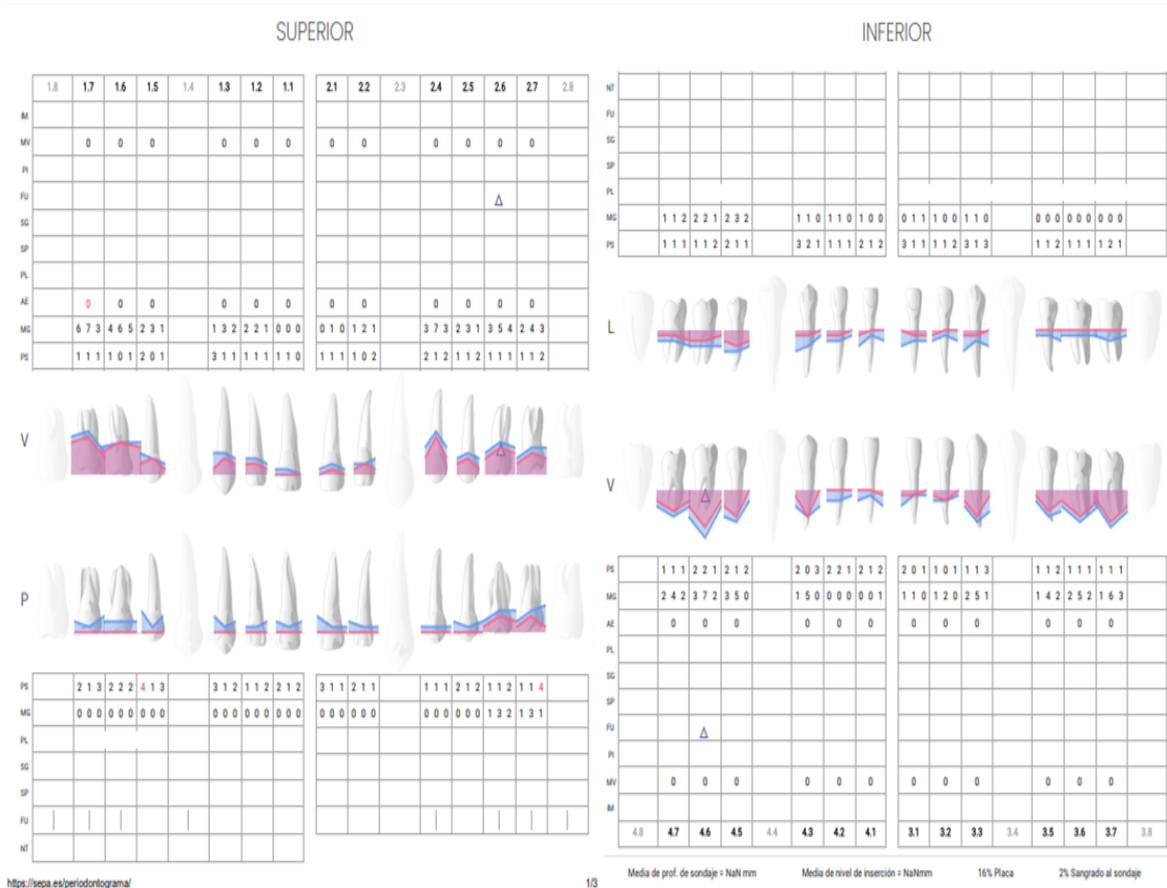 SUPERIOR
1.8 1.7 1.6 1.5 1.4 1.3 1.2 1.1 2.1 2.2 2.3 2.4 2.5 2.6 2.7 2.8
IM
MV 0 0 0 0 0 0 0 0 0 0 0 0
PI
FU Δ
SG
SP
PL
AE 0 0 0 0 0 0 0 0 0 0 0 0
MG 6 7 3 4 6 5 2 3 1 1 3 2 2 2 1 0 0 0 0 1 0 1 2 1 3 7 3 2 3 1 3 5 4 2 4 3
PS 1 1 1 1 0 1 2 0 1 3 1 1 1 1 1 1 1 0 1 1 1 1 0 2 2 1 2 1 1 2 1 1 1 1 1 2
V
P
PS 2 1 3 2 2 2 4 1 3 3 1 2 1 1 2 2 1 2 3 1 1 2 1 1 1 1 1 2 1 2 1 1 2 1 1 4
MG 0 0 0 0 0 0 0 0 0 0 0 0 0 0 0 0 0 0 0 0 0 0 0 0 0 0 0 0 0 0 1 3 2 1 3 1
PL
SG
SP
FU
NT
https://sepa.es/periodontograma/
1/3
INFERIOR
NT
FU
SG
SP
PL
MG 1 1 2 2 2 1 2 3 2 1 1 0 1 1 0 1 0 0 0 1 1 1 0 0 1 1 0 0 0 0 0 0 0 0 0 0
PS 1 1 1 1 1 2 2 1 1 3 2 1 1 1 1 2 1 2 3 1 1 1 1 2 3 1 3 1 1 2 1 1 1 1 2 1
L
V
PS 1 1 1 2 2 1 2 1 2 2 0 3 2 2 1 2 1 2 2 0 1 1 0 1 1 1 3 1 1 2 1 1 1 1 1 1
MG 2 4 2 3 7 2 3 5 0 1 5 0 0 0 0 0 0 1 1 1 0 1 2 0 2 5 1 1 4 2 2 5 2 1 6 3
AE 0 0 0 0 0 0 0 0 0 0 0 0
PL
SG
SP
FU Δ
PI
MV 0 0 0 0 0 0 0 0 0 0 0 0
IM
4.8 4.7 4.6 4.5 4.4 4.3 4.2 4.1 3.1 3.2 3.3 3.4 3.5 3.6 3.7 3.8
Media de prof. de sondaje = NaN mm Media de nivel de inserción = NaNmm 16% Placa 2% Sangrado al sondaje